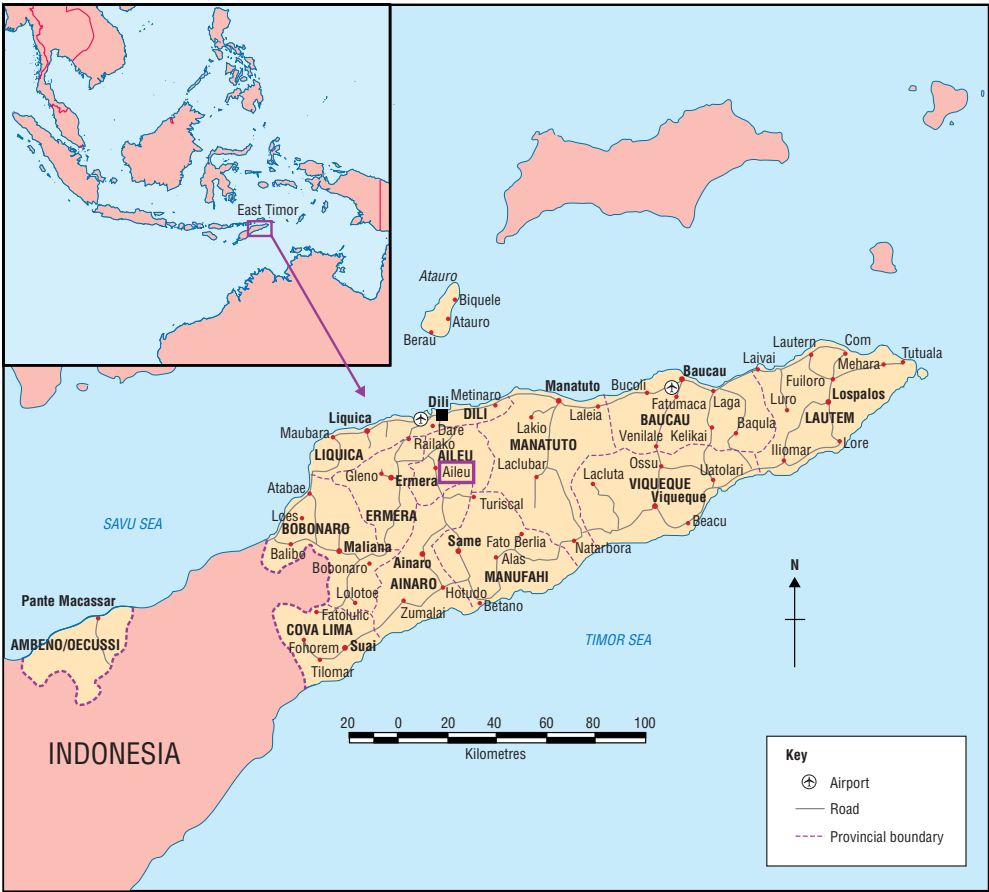 East Timor
Atauro
Biquele
Atauro
Berau
Lautern
Com
Tutuala
Mehara
Laivai
Baucau
Fuiloro
Metinaro
Manatuto
Bucoli
Luro
Lospalos
Dili
DILI
Laleia
Fatumaca
Laga
LAUTEM
Liquica
Dare
Lakio
BAUCAU
Baqula
Maubara
Railako
MANATUTO
Venilale
Kelikai
Lore
LIQUICA
AILEU
Iliomar
Gleno
Ermera
Aileu
Laclubar
Ossu
Uatolari
Lacluta
VIQUEQUE
Atabae
Viqueque
Turiscal
Loes
ERMERA
Beacu
SAVU SEA
BOBONARO
Same
Fato Berlia
Natarbora
Balibo
Maliana
Ainaro
Alas
Bobonaro
MANUFAHI
AINARO
Lolotoe
Hotudo
Pante Macassar
Fatolulic
Zumalai
Betano
COVA LIMA
TIMOR SEA
AMBENO/OECUSSI
Fohorem
Suai
Tilomar
N
INDONESIA
20 0 20 40 60 80 100
Kilometres
Key
Airport
Road
Provincial boundary